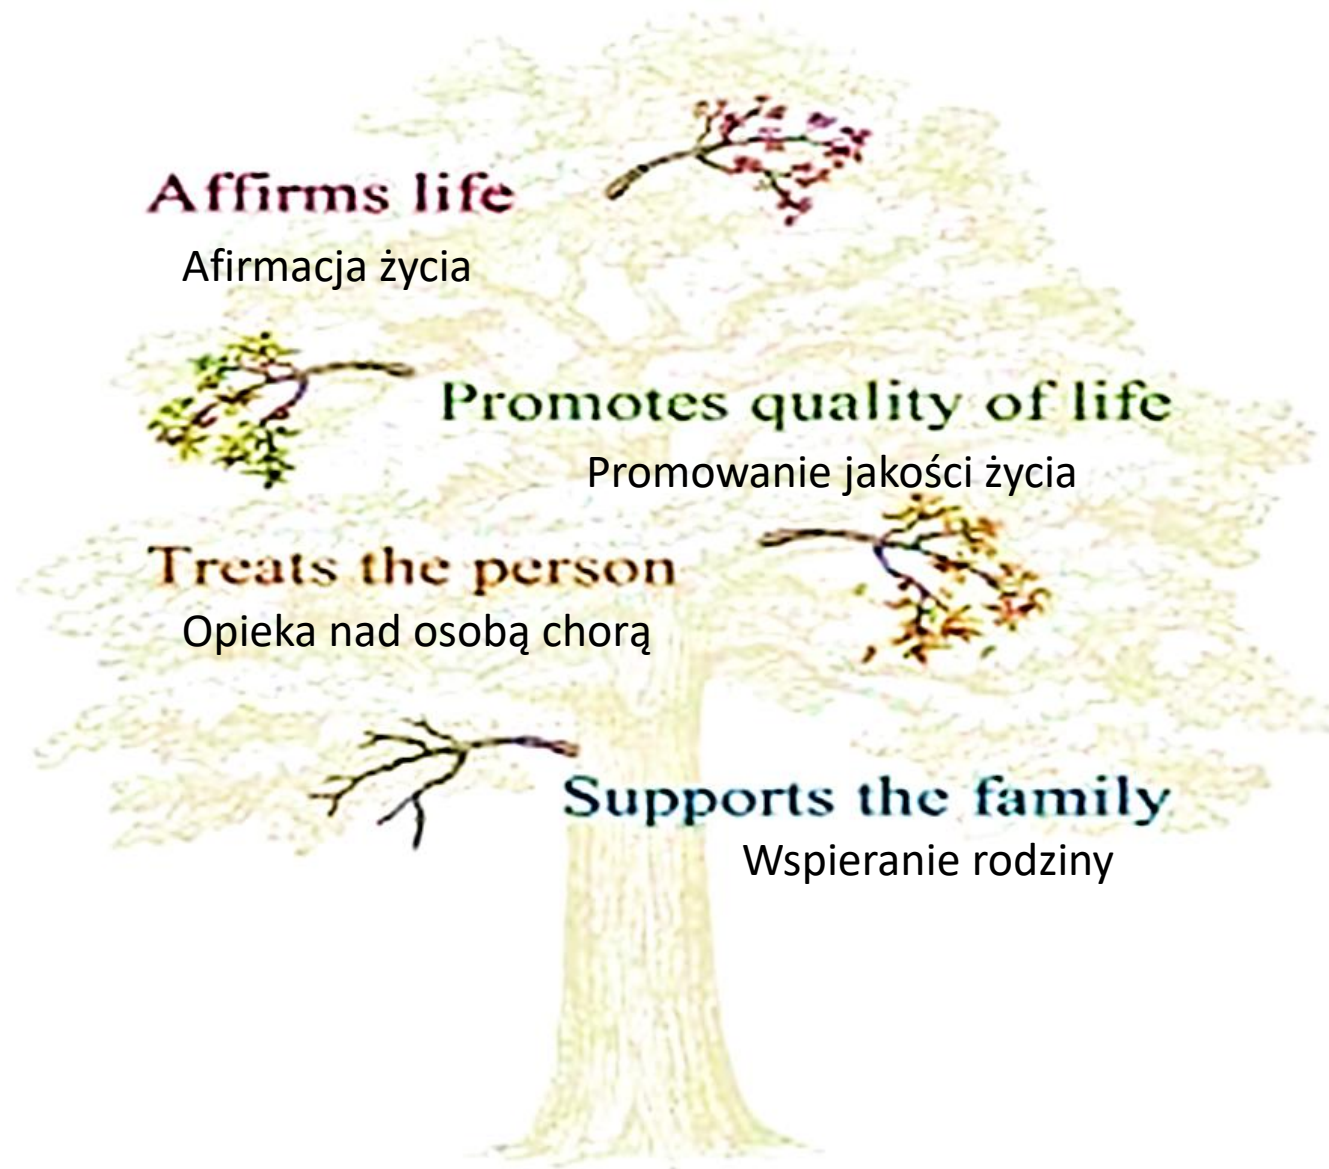 Affirms life
Afirmacja życia
Promotes quality of life
Promowanie jakości życia
Treats the person
Opieka nad osobą chorą
Supports the family
Wspieranie rodziny